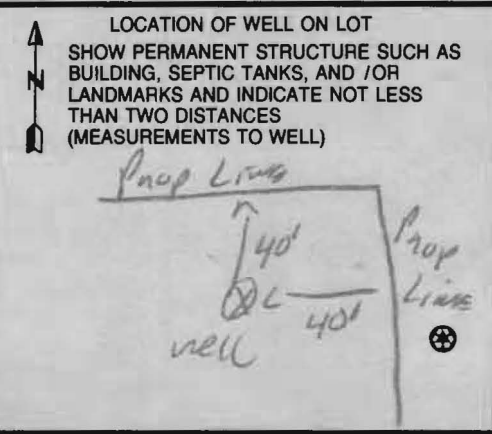 LOCATION OF WELL ON LOT
SHOW PERMANENT STRUCTURE SUCH AS
BUILDING, SEPTIC TANKS, AND / OR
LANDMARKS AND INDICATE NOT LESS
THAN TWO DISTANCES
(MEASUREMENTS TO WELL)
N
Prop Line
40'
Prop
Line
40'
well